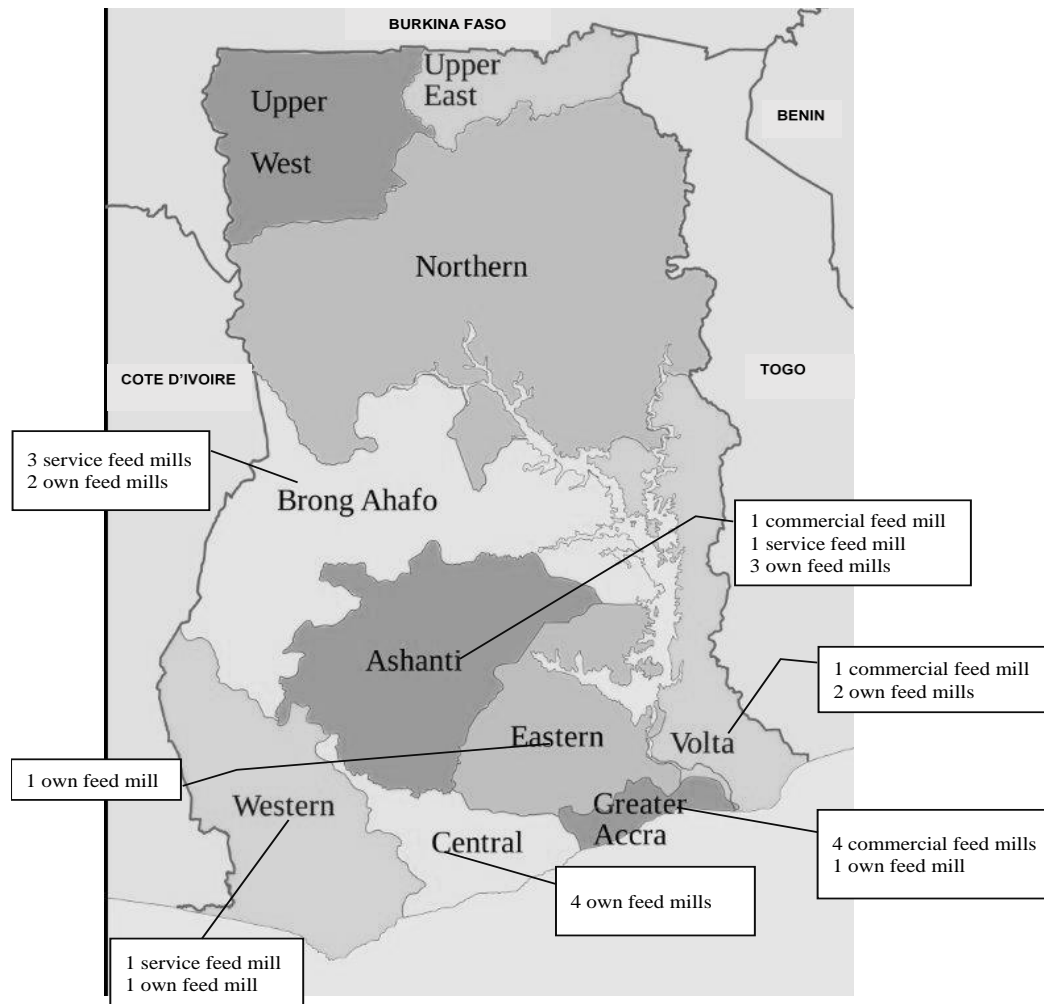 BURKINA FASO
Upper
East
Upper
West
BENIN
Northern
COTE D'IVOIRE
TOGO
3 service feed mills
2 own feed mills
Brong Ahafo
1 commercial feed mill
1 service feed mill
3 own feed mills
Ashanti
1 commercial feed mill
2 own feed mills
Eastern
Volta
1 own feed mill
Western
Greater
Accra
Central
4 commercial feed mills
1 own feed mill
4 own feed mills
1 service feed mill
1 own feed mill